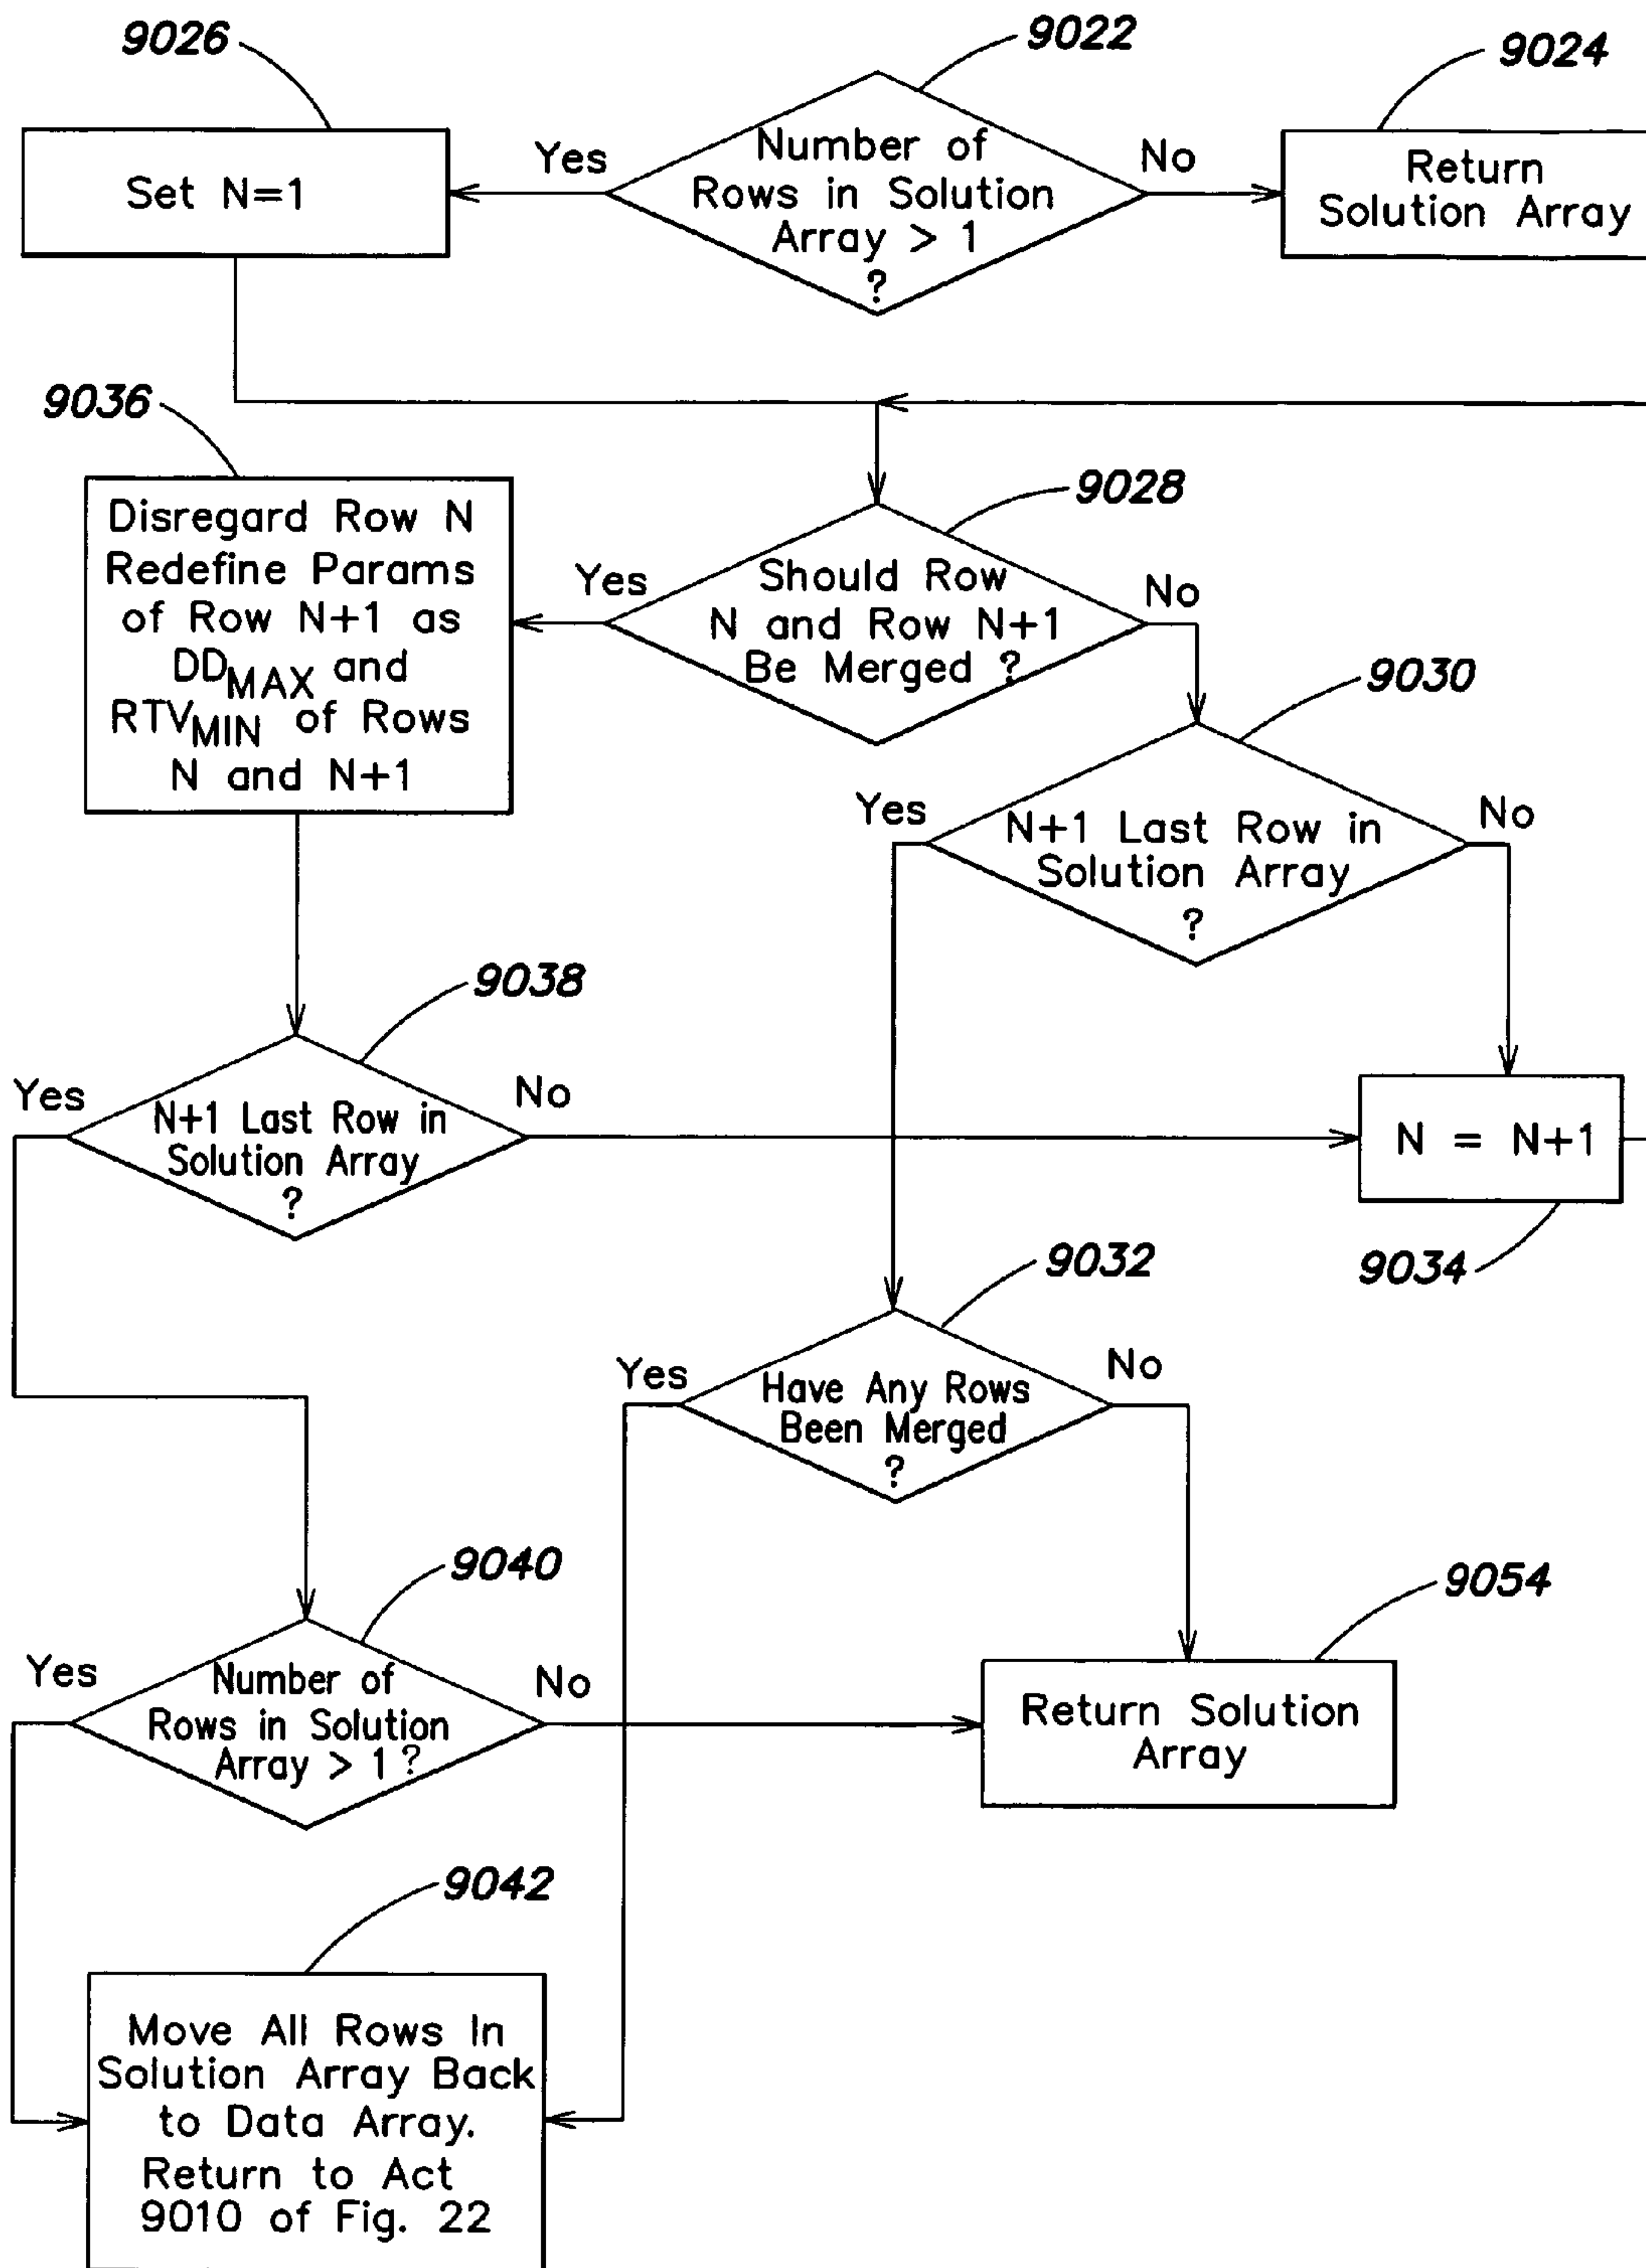 9026
9022
9024
Set N=1
Yes
Number of
Rows in Solution
Array > 1
?
No
Return
Solution Array
9036
9028
Disregard Row N
Redefine Params
of Row N+1 as
DDMAX and
RTVMIN of Rows
N and N+1
Yes
Should Row
N and Row N+1
Be Merged ?
No
9030
Yes
N+1 Last Row in
Solution Array
?
No
9038
Yes
N+1 Last Row in
Solution Array
?
No
N = N+1
9034
9032
Yes
Have Any Rows
Been Merged
?
No
9040
9054
Yes
Number of
Rows in Solution
Array > 1 ?
No
Return Solution
Array
9042
Move All Rows In
Solution Array Back
to Data Array.
Return to Act
9010 of Fig. 22